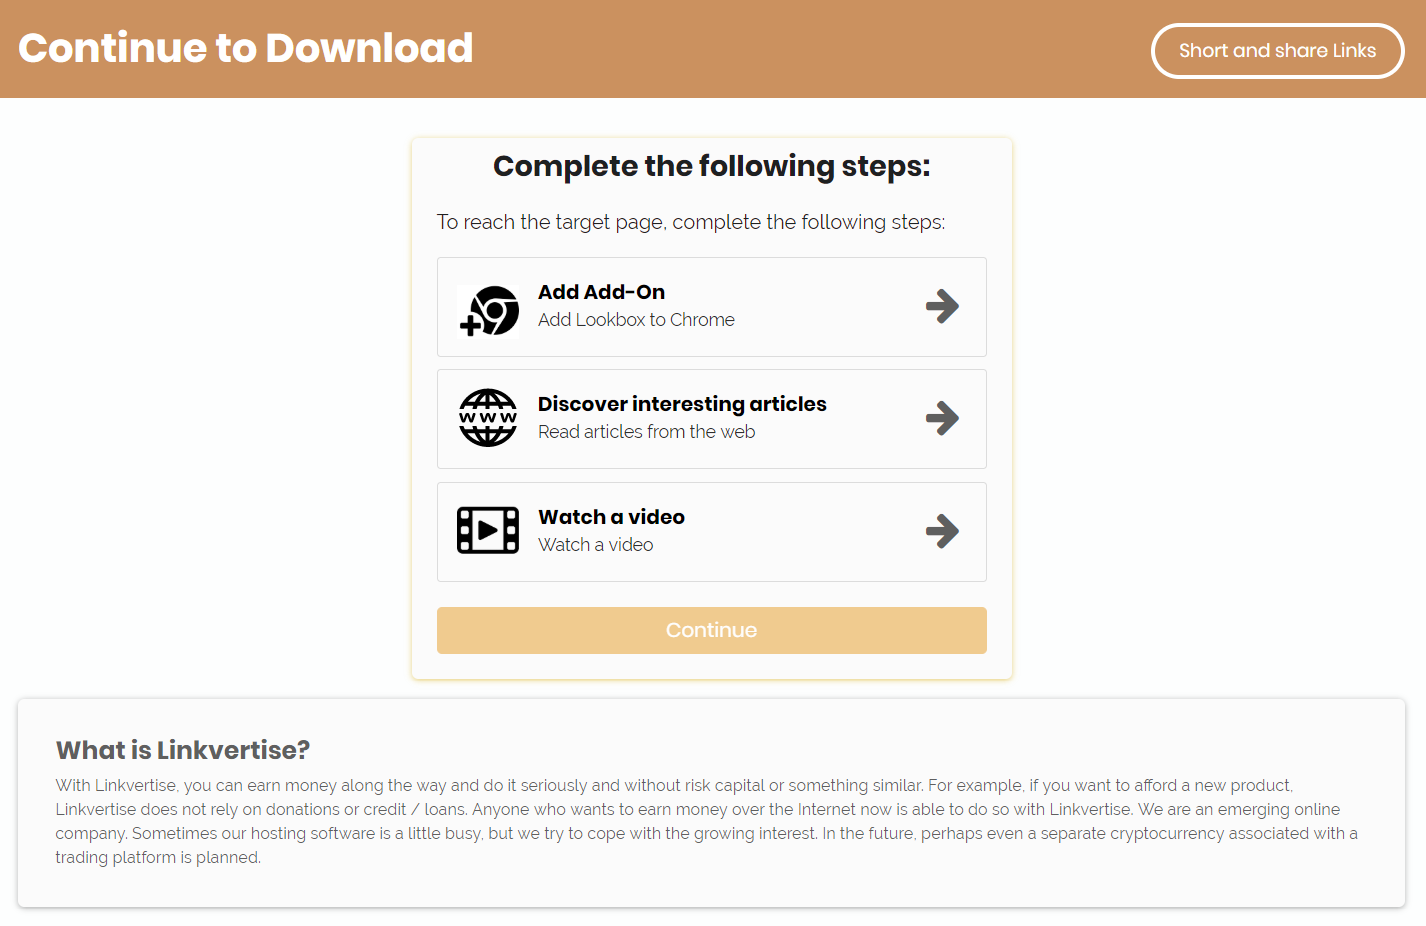 Continue to Download
Short and share Links
Complete the following steps:
To reach the target page, complete the following steps:
Add Add-On
Add Lookbox to Chrome
WWW
Discover interesting articles
Read articles from the web
Watch a video
Watch a video
Continue
What is Linkvertise?
With Linkvertise, you can earn money along the way and do it seriously and without risk capital or something similar. For example, if you want to afford a new product,
Linkvertise does not rely on donations or credit / loans. Anyone who wants to earn money over the Internet now is able to do so with Linkvertise. We are an emerging online
company. Sometimes our hosting software is a little busy, but we try to cope with the growing interest. In the future, perhaps even a separate cryptocurrency associated with a
trading platform is planned.